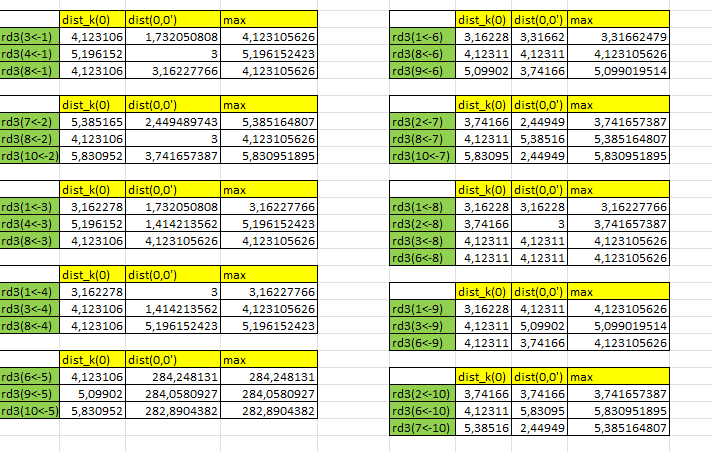 dist_k(0) dist(0,0') max
rd3(3<-1) 4,123106 1,732050808 4,123105626
rd3(4<-1) 5,196152 3 5,196152423
rd3(8<-1) 4,123106 3,16227766 4,123105626
dist_k(0) dist(0,0') max
rd3(7<-2) 5,385165 2,449489743 5,385164807
rd3(8<-2) 4,123106 3 4,123105626
rd3(10<-2) 5,830952 3,741657387 5,830951895
dist_k(0) dist(0,0') max
rd3(1<-3) 3,162278 1,732050808 3,16227766
rd3(4<-3) 5,196152 1,414213562 5,196152423
rd3(8<-3) 4,123106 4,123105626 4,123105626
dist_k(0) dist(0,0') max
rd3(1<-4) 3,162278 3 3,16227766
rd3(3<-4) 4,123106 1,414213562 4,123105626
rd3(8<-4) 4,123106 5,196152423 5,196152423
dist_k(0) dist(0,0') max
rd3(6<-5) 4,123106 284,248131 284,248131
rd3(9<-5) 5,09902 284,0580927 284,0580927
rd3(10<-5) 5,830952 282,8904382 282,8904382
dist_k(0) dist(0,0') max
rd3(1<-6) 3,16228 3,31662 3,31662479
rd3(8<-6) 4,12311 4,12311 4,123105626
rd3(9<-6) 5,09902 3,74166 5,099019514
dist_k(0) dist(0,0') max
rd3(2<-7) 3,74166 2,44949 3,741657387
rd3(8<-7) 4,12311 5,38516 5,385164807
rd3(10<-7) 5,83095 2,44949 5,830951895
dist_k(0) dist(0,0') max
rd3(1<-8) 3,16228 3,16228 3,16227766
rd3(2<-8) 3,74166 3 3,741657387
rd3(3<-8) 4,12311 4,12311 4,123105626
rd3(6<-8) 4,12311 4,12311 4,123105626
dist_k(0) dist(0,0') max
rd3(1<-9) 3,16228 4,12311 4,123105626
rd3(3<-9) 4,12311 5,09902 5,099019514
rd3(6<-9) 4,12311 3,74166 4,123105626
dist_k(0) dist(0,0') max
rd3(2<-10) 3,74166 3,74166 3,741657387
rd3(6<-10) 4,12311 5,83095 5,830951895
rd3(7<-10) 5,38516 2,44949 5,385164807